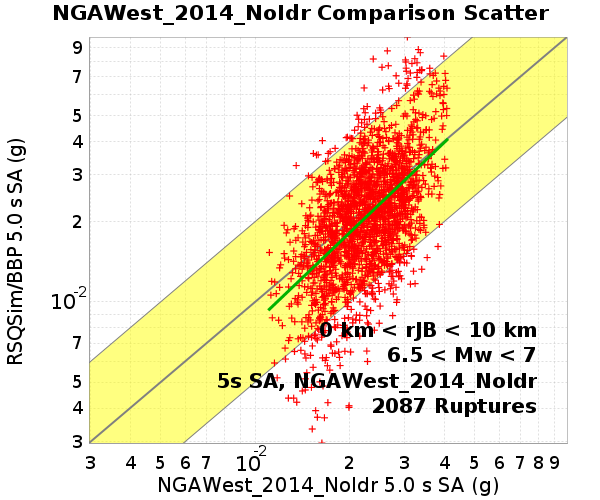 NGAWest_2014_NoIdr Comparison Scatter
RSQSim/BBP 5.0 s SA (g)
9
7
5
4
3
2
10-2
7
5
4
3
0 km < rJB < 10 km
6.5 < Mw < 7
5s SA, NGAWest_2014_NoIdr
2087 Ruptures
3 4 5 6 7 10-2 2 3 4 5 6 7 8 9
NGAWest_2014_NoIdr 5.0 s SA (g)